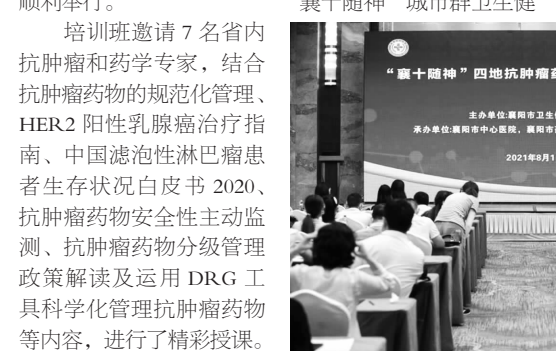 顺利举行。
培训班邀请 7 名省内
抗肿瘤和药学专家，结合
抗肿瘤药物的规范化管理、
HER2 阳性乳腺癌治疗指
南、中国滤泡性淋巴瘤患
者生存状况白皮书 2020、
抗肿瘤药物安全性主动监
测、抗肿瘤药物分级管理
政策解读及运用 DRG 工
具科学化管理抗肿瘤药物
等内容，进行了精彩授课。
襄十随神 城市群卫生健
“襄十随神”四地抗肿瘤药
主办单位:襄阳市卫生
承办单位:襄阳市中心医院，襄阳市
2021年8月1